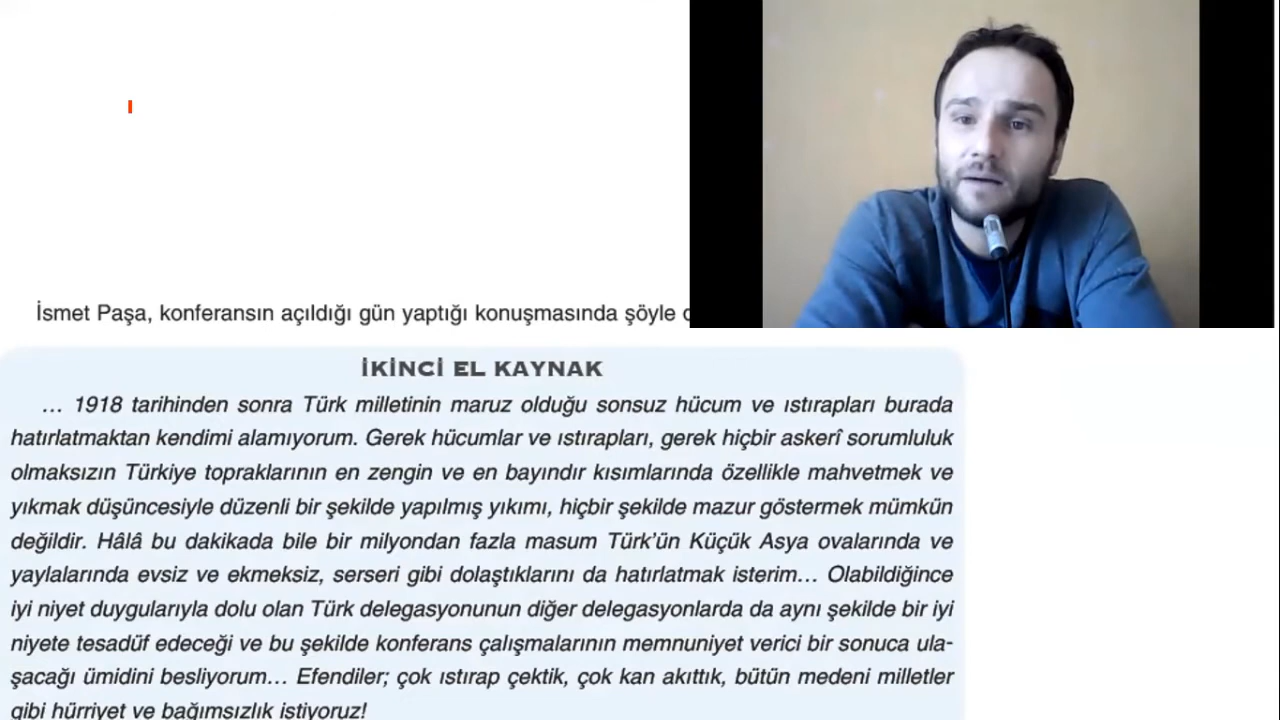 İsmet Paşa, konferansın açıldığı gün yaptığı konuşmasında şöyle
İKİNCİ EL KAYNAK
… 1918 tarihinden sonra Türk milletinin maruz olduğu sonsuz hücum ve ıstırapları burada
hatırlatmaktan kendimi alamıyorum. Gerek hücumlar ve ıstırapları, gerek hiçbir askerî sorumluluk
olmaksızın Türkiye topraklarının en zengin ve en bayındır kısımlarında özellikle mahvetmek ve
yıkmak düşüncesiyle düzenli bir şekilde yapılmış yıkımı, hiçbir şekilde mazur göstermek mümkün
değildir. Hâlâ bu dakikada bile bir milyondan fazla masum Türk’ün Küçük Asya ovalarında ve
yaylalarında evsiz ve ekmeksiz, serseri gibi dolaştıklarını da hatırlatmak isterim… Olabildiğince
iyi niyet duygularıyla dolu olan Türk delegasyonunun diğer delegasyonlarda da aynı şekilde bir iyi
niyete tesadüf edeceği ve bu şekilde konferans çalışmalarının memnuniyet verici bir sonuca ula-
şacağı ümidini besliyorum… Efendiler; çok ıstırap çektik, çok kan akıttık, bütün medeni milletler
gibi hürriyet ve bağımsızlık istiyoruz!